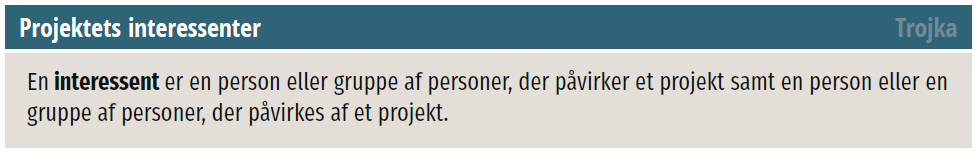 Projektets interessenter Trojka
En interessent er en person eller gruppe af personer, der påvirker et projekt samt en person eller en
gruppe af personer, der påvirkes af et projekt.